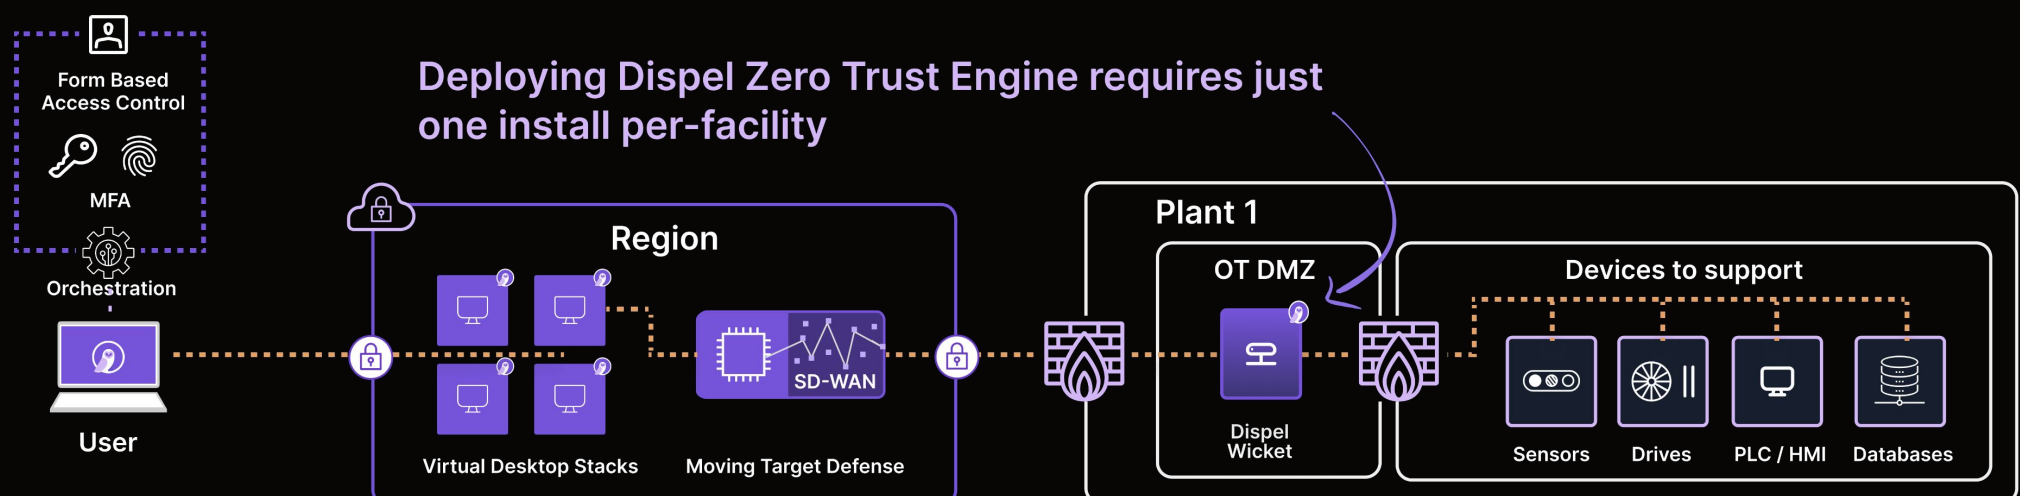 Form Based
Access Control
MFA
Orchestration
User
Deploying Dispel Zero Trust Engine requires just
one install per-facility
Region
SD-WAN
Virtual Desktop Stacks
Moving Target Defense
Plant 1
OT DMZ
Dispel
Wicket
Devices to support
Sensors
Drives
PLC / HMI
Databases